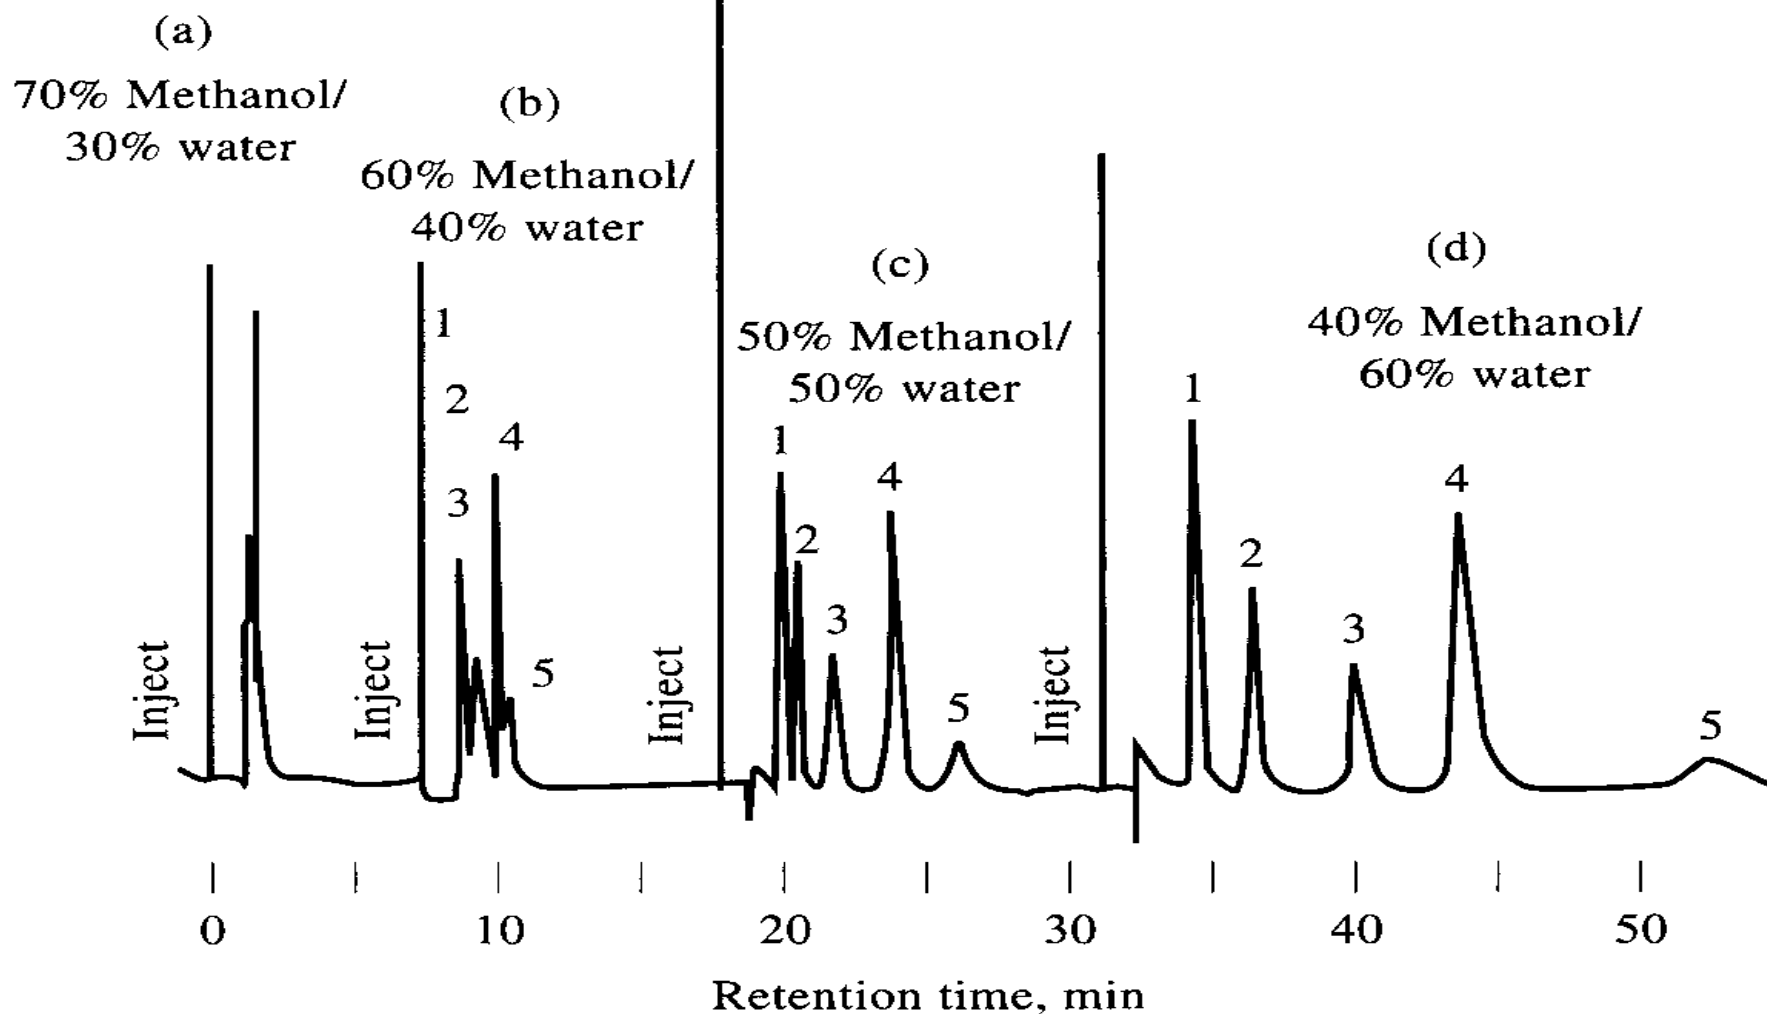 (a)
70% Methanol/
30% water
Inject
(b)
60% Methanol/
40% water
1
2
3
4
5
Inject
(c)
50% Methanol/
50% water
1
2
3
4
5
Inject
(d)
40% Methanol/
60% water
1
2
3
4
5
Inject
0 10 20 30 40 50
Retention time, min